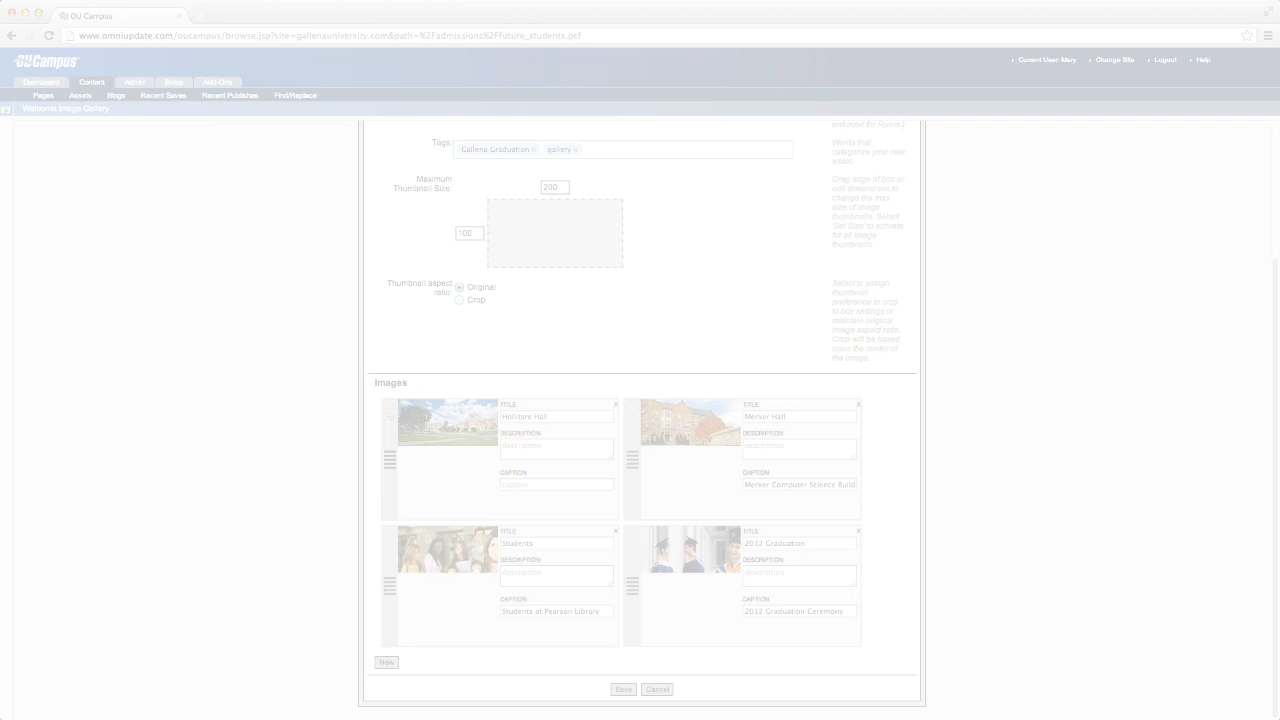 OU Campus
www.omniupdate.com/oucampus/browse.jsp?site=gallenauniversity.com&path=%2Fadmissions%2Ffuture_students.pcf
OU Campus
Current User: Mary Change Site Logout Help
Dashboard Content Admin Setup Add-Ons
Pages Assets Blogs Recent Saves Recent Publishes Find/Replace
Welcome Image Gallery
enforced for Forms.)
Tags: Gallena Graduation × gallery ×
Words that
categorize your new
asset.
Maximum
Thumbnail Size:
200
100
Drag edge of box or
edit dimensions to
change the max
size of image
thumbnails. Select
'Set Size' to activate
for all image
thumbnails.
Thumbnail aspect
ratio:
Original
Crop
Select to assign
thumbnail
preference to crop
to box settings or
maintain original
image aspect ratio.
Crop will be based
upon the center of
the image
Images
TITLE X
Hollitore Hall
DESCRIPTION
description
CAPTION
caption
TITLE X
Merker Hall
DESCRIPTION
description
CAPTION
Merker Computer Science Build
TITLE X
Students
DESCRIPTION
description
CAPTION
Students at Pearson Library
TITLE X
2012 Graduation
DESCRIPTION
description
CAPTION
2012 Graduation Ceremony
New
Save Cancel